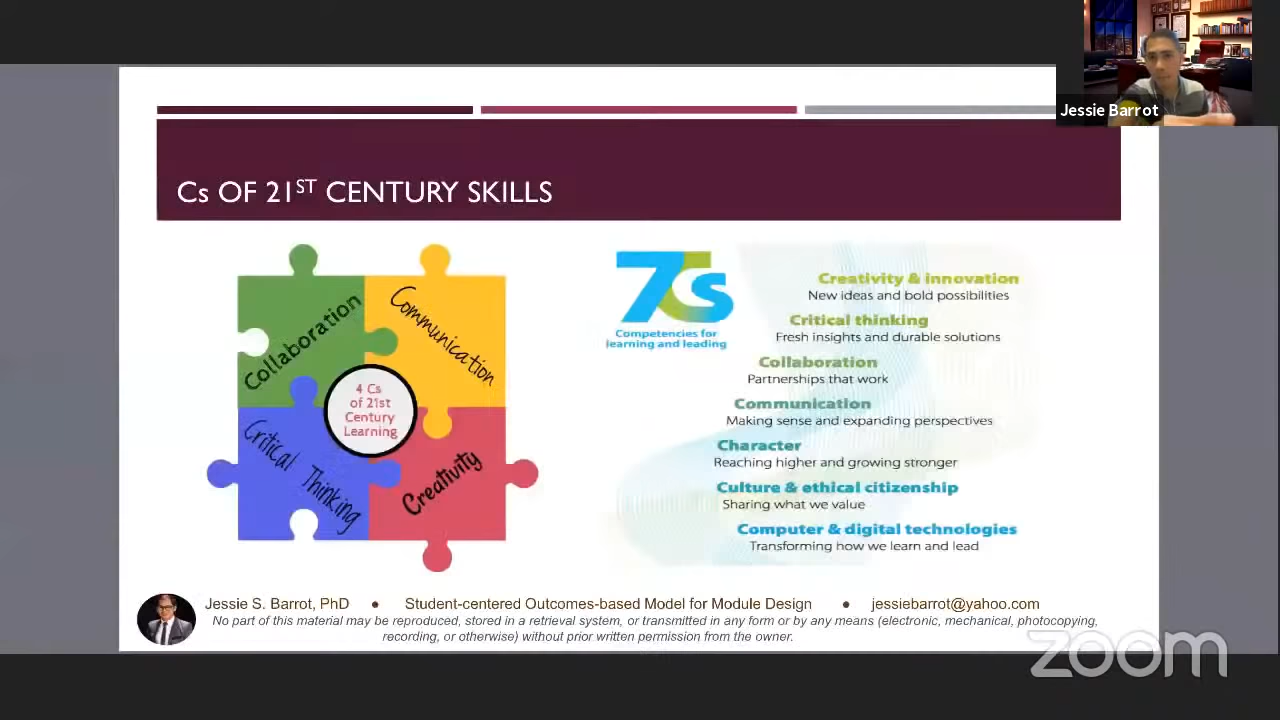 Jessie Barrot
Cs OF 21ST CENTURY SKILLS
Collaboration
Communication
Critical Thinking
Creativity
4 Cs
of 21st
Century
Learning
7Cs
Competencies for
learning and leading
Creativity & innovation
New ideas and bold possibilities
Critical thinking
Fresh insights and durable solutions
Collaboration
Partnerships that work
Communication
Making sense and expanding perspectives
Character
Reaching higher and growing stronger
Culture & ethical citizenship
Sharing what we value
Computer & digital technologies
Transforming how we learn and lead
Jessie S. Barrot, PhD ● Student-centered Outcomes-based Model for Module Design ● jessiebarrot@yahoo.com
No part of this material may be reproduced, stored in a retrieval system, or transmitted in any form or by any means (electronic, mechanical, photocopying,
recording, or otherwise) without prior written permission from the owner.
zoom